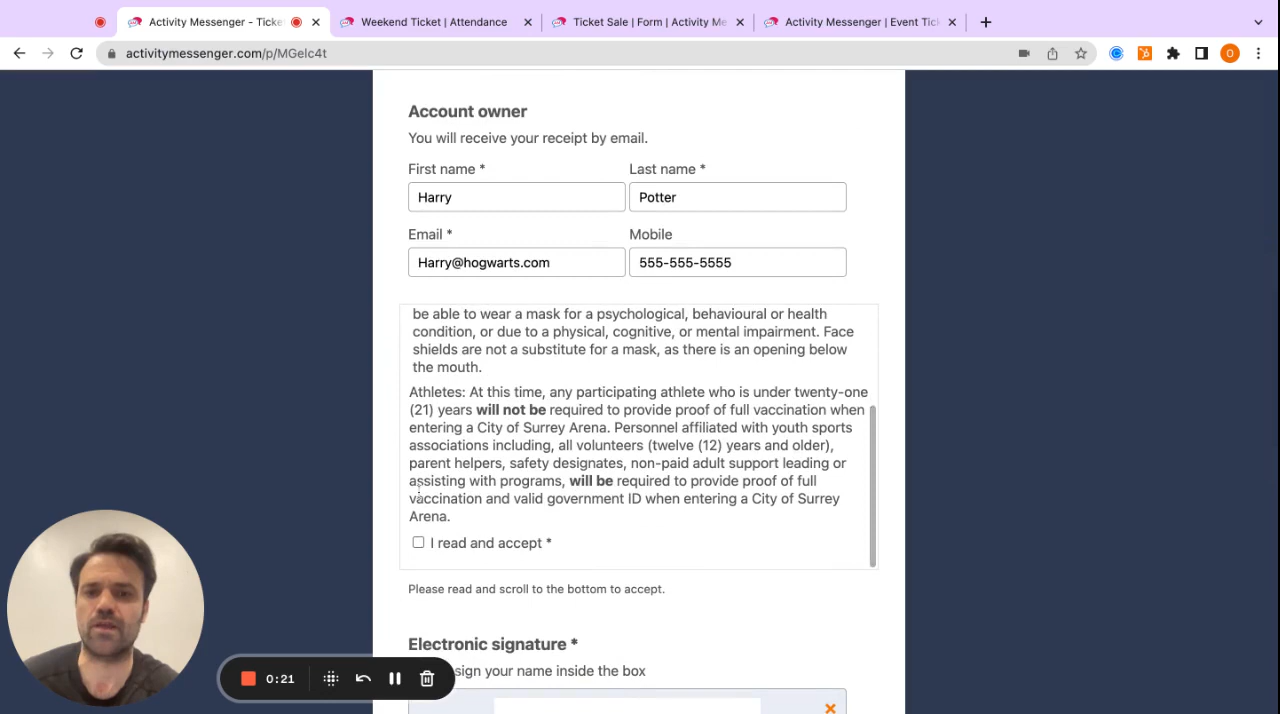 Activity Messenger - Ticke
Weekend Ticket | Attendance
Ticket Sale | Form | Activity Me
Activity Messenger | Event Tick
activitymessenger.com/p/MGelc4t
O
Account owner
You will receive your receipt by email.
First name *
Last name *
Harry
Potter
Email *
Mobile
Harry@hogwarts.com
555-555-5555
be able to wear a mask for a psychological, behavioural or health
condition, or due to a physical, cognitive, or mental impairment. Face
shields are not a substitute for a mask, as there is an opening below
the mouth.
Athletes: At this time, any participating athlete who is under twenty-one
(21) years will not be required to provide proof of full vaccination when
entering a City of Surrey Arena. Personnel affiliated with youth sports
associations including, all volunteers (twelve (12) years and older),
parent helpers, safety designates, non-paid adult support leading or
assisting with programs, will be required to provide proof of full
vaccination and valid government ID when entering a City of Surrey
Arena.
I read and accept *
Please read and scroll to the bottom to accept.
Electronic signature *
sign your name inside the box
0:21